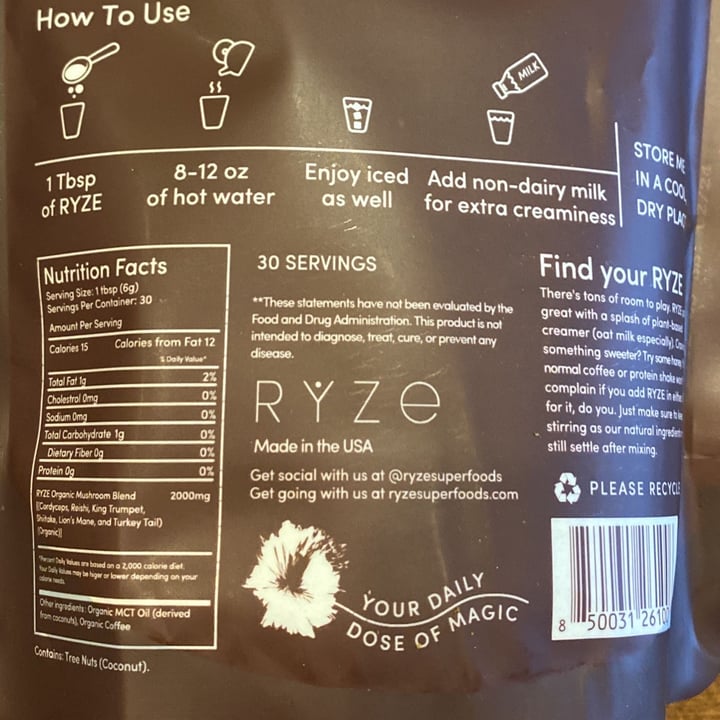 How To Use
MILK
1 Tbsp
of RYZE
8-12 oz
of hot water
Enjoy iced
as well
Add non-dairy milk
for extra creaminess
STORE ME
IN A COOL
DRY
Nutrition Facts
Serving Size: 1 tbsp (6g)
Servings Per Container: 30
Amount Per Serving
Calories 15 Calories from Fat 12
% Daily Value*
Total Fat 1g 2%
Cholestrol 0mg 0%
Sodium 0mg 0%
Total Carbohydrate 1g 0%
Dietary Fiber 0g 0%
Protein 0g 0%
RYZE Organic Mushroom Blend 2000mg
[(Cordyceps, Reishi, King Trumpet,
Shiitake, Lion's Mane, and Turkey Tail)
(Organic)]
*Percent Daily Values are based on a 2,000 calorie diet.
Your Daily Values may be higer or lower depending on your
calorie needs.
Other ingredients: Organic MCT Oil (derived
from coconuts), Organic Coffee
Contains: Tree Nuts (Coconut).
30 SERVINGS
**These statements have not been evaluated by the
Food and Drug Administration. This product is not
intended to diagnose, treat, cure, or prevent any
disease.
RYZE
Made in the USA
Get social with us at @ryzesuperfoods
Get going with us at ryzesuperfoods.com
YOUR DAILY
DOSE OF MAGIC
Find your RYZE
There's tons of room to play. RYZE
great with a splash of plant-based
creamer (oat milk especially).
something sweeter? Try some
normal coffee or protein shake
complain if you add RYZE in
for it, do you. Just make sure to
stirring as our natural ingredients
still settle after mixing.
PLEASE RECYCLE
8 50031 2610